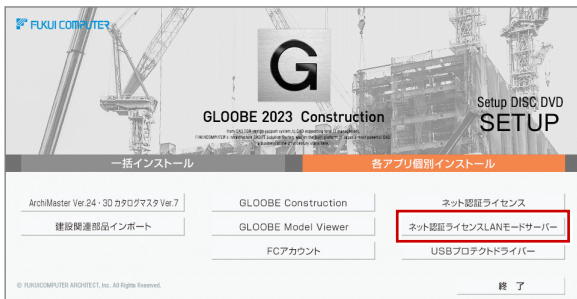 FUKUI COMPUTER
G
GLOOBE 2023 Construction
Setup DISC DVD
SETUP
一括インストール
各アプリ個別インストール
ArchiMaster Ver.24・3D カタログマスタ Ver.7
GLOOBE Construction
ネット認証ライセンス
建設関連部品インポート
GLOOBE Model Viewer
ネット認証ライセンスLANモードサーバー
FCアカウント
USBプロテクトドライバー
© FUKUICOMPUTER ARCHITECT, Inc. All Rights Reserved.
終 了